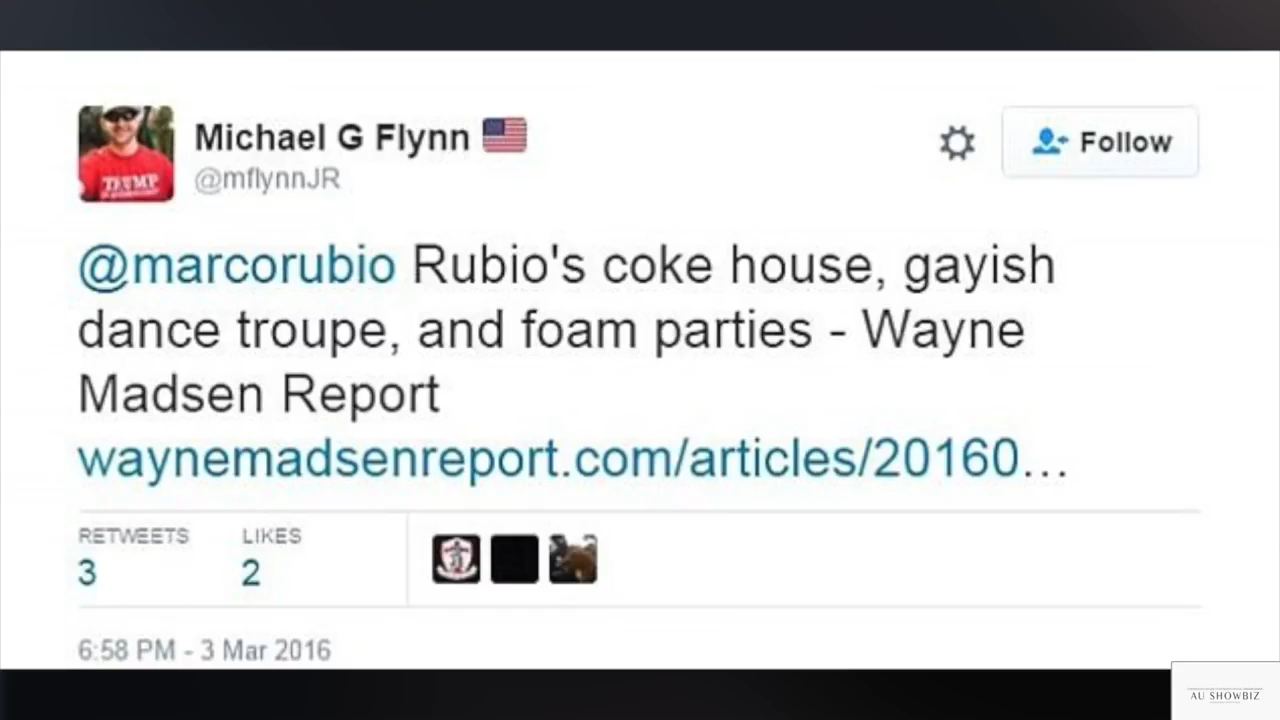 Michael G Flynn
@mflynnJR
Follow
TRUMP
@marcorubio Rubio's coke house, gayish
dance troupe, and foam parties - Wayne
Madsen Report
waynemadsenreport.com/articles/20160...
RETWEETS LIKES
3 2
6:58 PM - 3 Mar 2016
AU SHOWBIZ